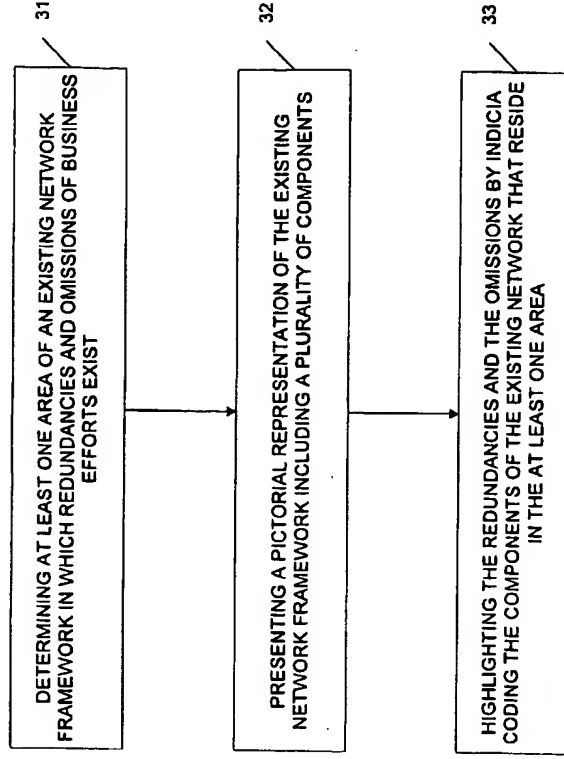 DETERMINING AT LEAST ONE AREA OF AN EXISTING NETWORK
FRAMEWORK IN WHICH REDUNDANCIES AND OMISSIONS OF BUSINESS
EFFORTS EXIST
31
PRESENTING A PICTORIAL REPRESENTATION OF THE EXISTING
NETWORK FRAMEWORK INCLUDING A PLURALITY OF COMPONENTS
32
HIGHLIGHTING THE REDUNDANCIES AND THE OMISSIONS BY INDICIA
CODING THE COMPONENTS OF THE EXISTING NETWORK THAT RESIDE
IN THE AT LEAST ONE AREA
33